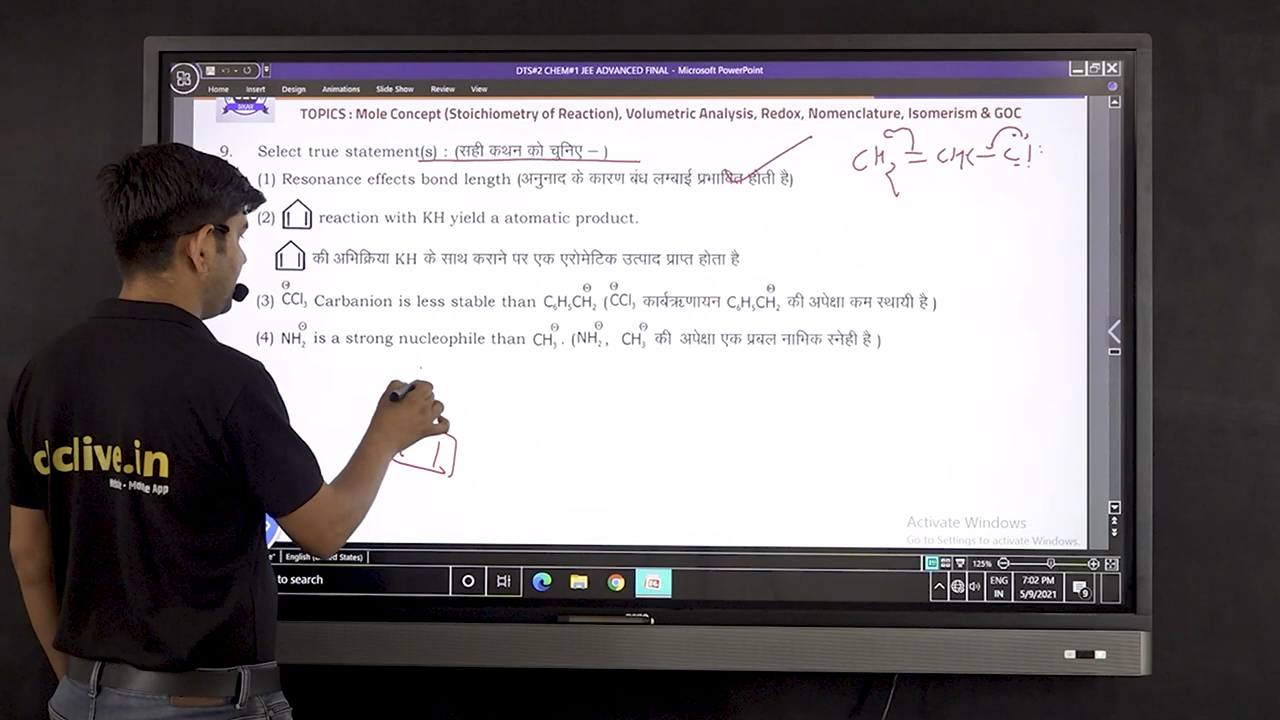 DTS#2 CHEM#1 JEE ADVANCED FINAL - Microsoft PowerPoint
Home Insert Design Animations Slide Show Review View
SIKAR
TOPICS : Mole Concept (Stoichiometry of Reaction), Volumetric Analysis, Redox, Nomenclature, Isomerism & GOC
9. Select true statement(s) : (सही कथन को चुनिए – )
CH2 = CH – Cl:
(1) Resonance effects bond length (अनुनाद के कारण बंध लम्बाई प्रभावित होती है)
(2) reaction with KH yield a atomatic product.
की अभिक्रिया KH के साथ कराने पर एक एरोमेटिक उत्पाद प्राप्त होता है
(3) CCl3⊖ Carbanion is less stable than C6H5CH2⊖ (CCl3⊖ कार्बऋणायन C6H5CH2⊖ की अपेक्षा कम स्थायी है )
(4) NH2⊖ is a strong nucleophile than CH3⊖. (NH2⊖, CH3⊖ की अपेक्षा एक प्रबल नाभिक स्नेही है )
clive.in
Mobile App
Activate Windows
Go to Settings to activate Windows.
English (United States)
125%
to search
ENG
IN
7:02 PM
5/9/2021
9